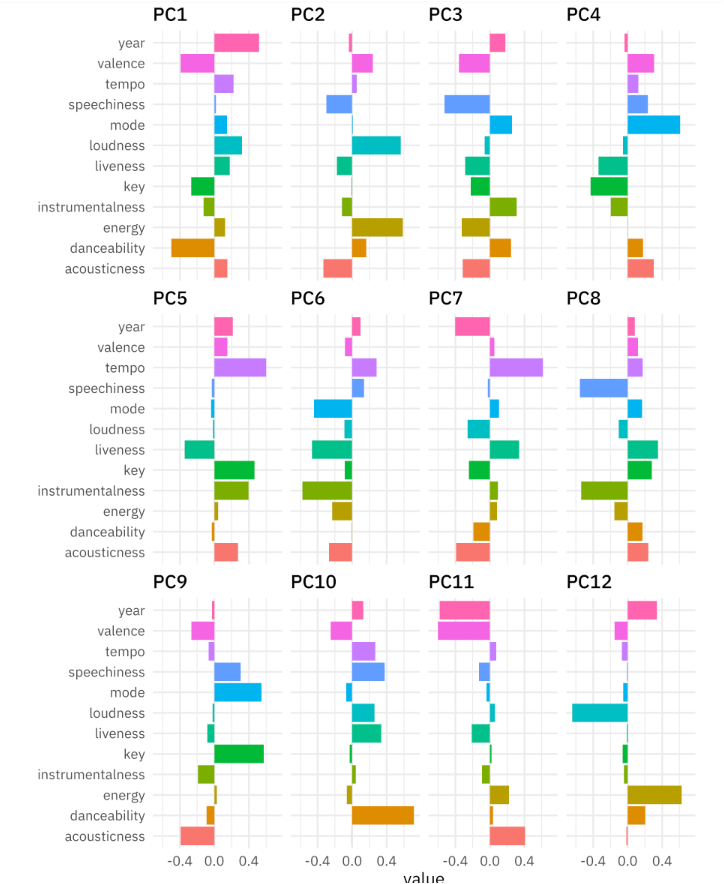 PC1 PC2 PC3 PC4
year
valence
tempo
speechiness
mode
loudness
liveness
key
instrumentalness
energy
danceability
acousticness
PC5 PC6 PC7 PC8
year
valence
tempo
speechiness
mode
loudness
liveness
key
instrumentalness
energy
danceability
acousticness
PC9 PC10 PC11 PC12
year
valence
tempo
speechiness
mode
loudness
liveness
key
instrumentalness
energy
danceability
acousticness
-0.4 0.0 0.4 -0.4 0.0 0.4 -0.4 0.0 0.4 -0.4 0.0 0.4
value